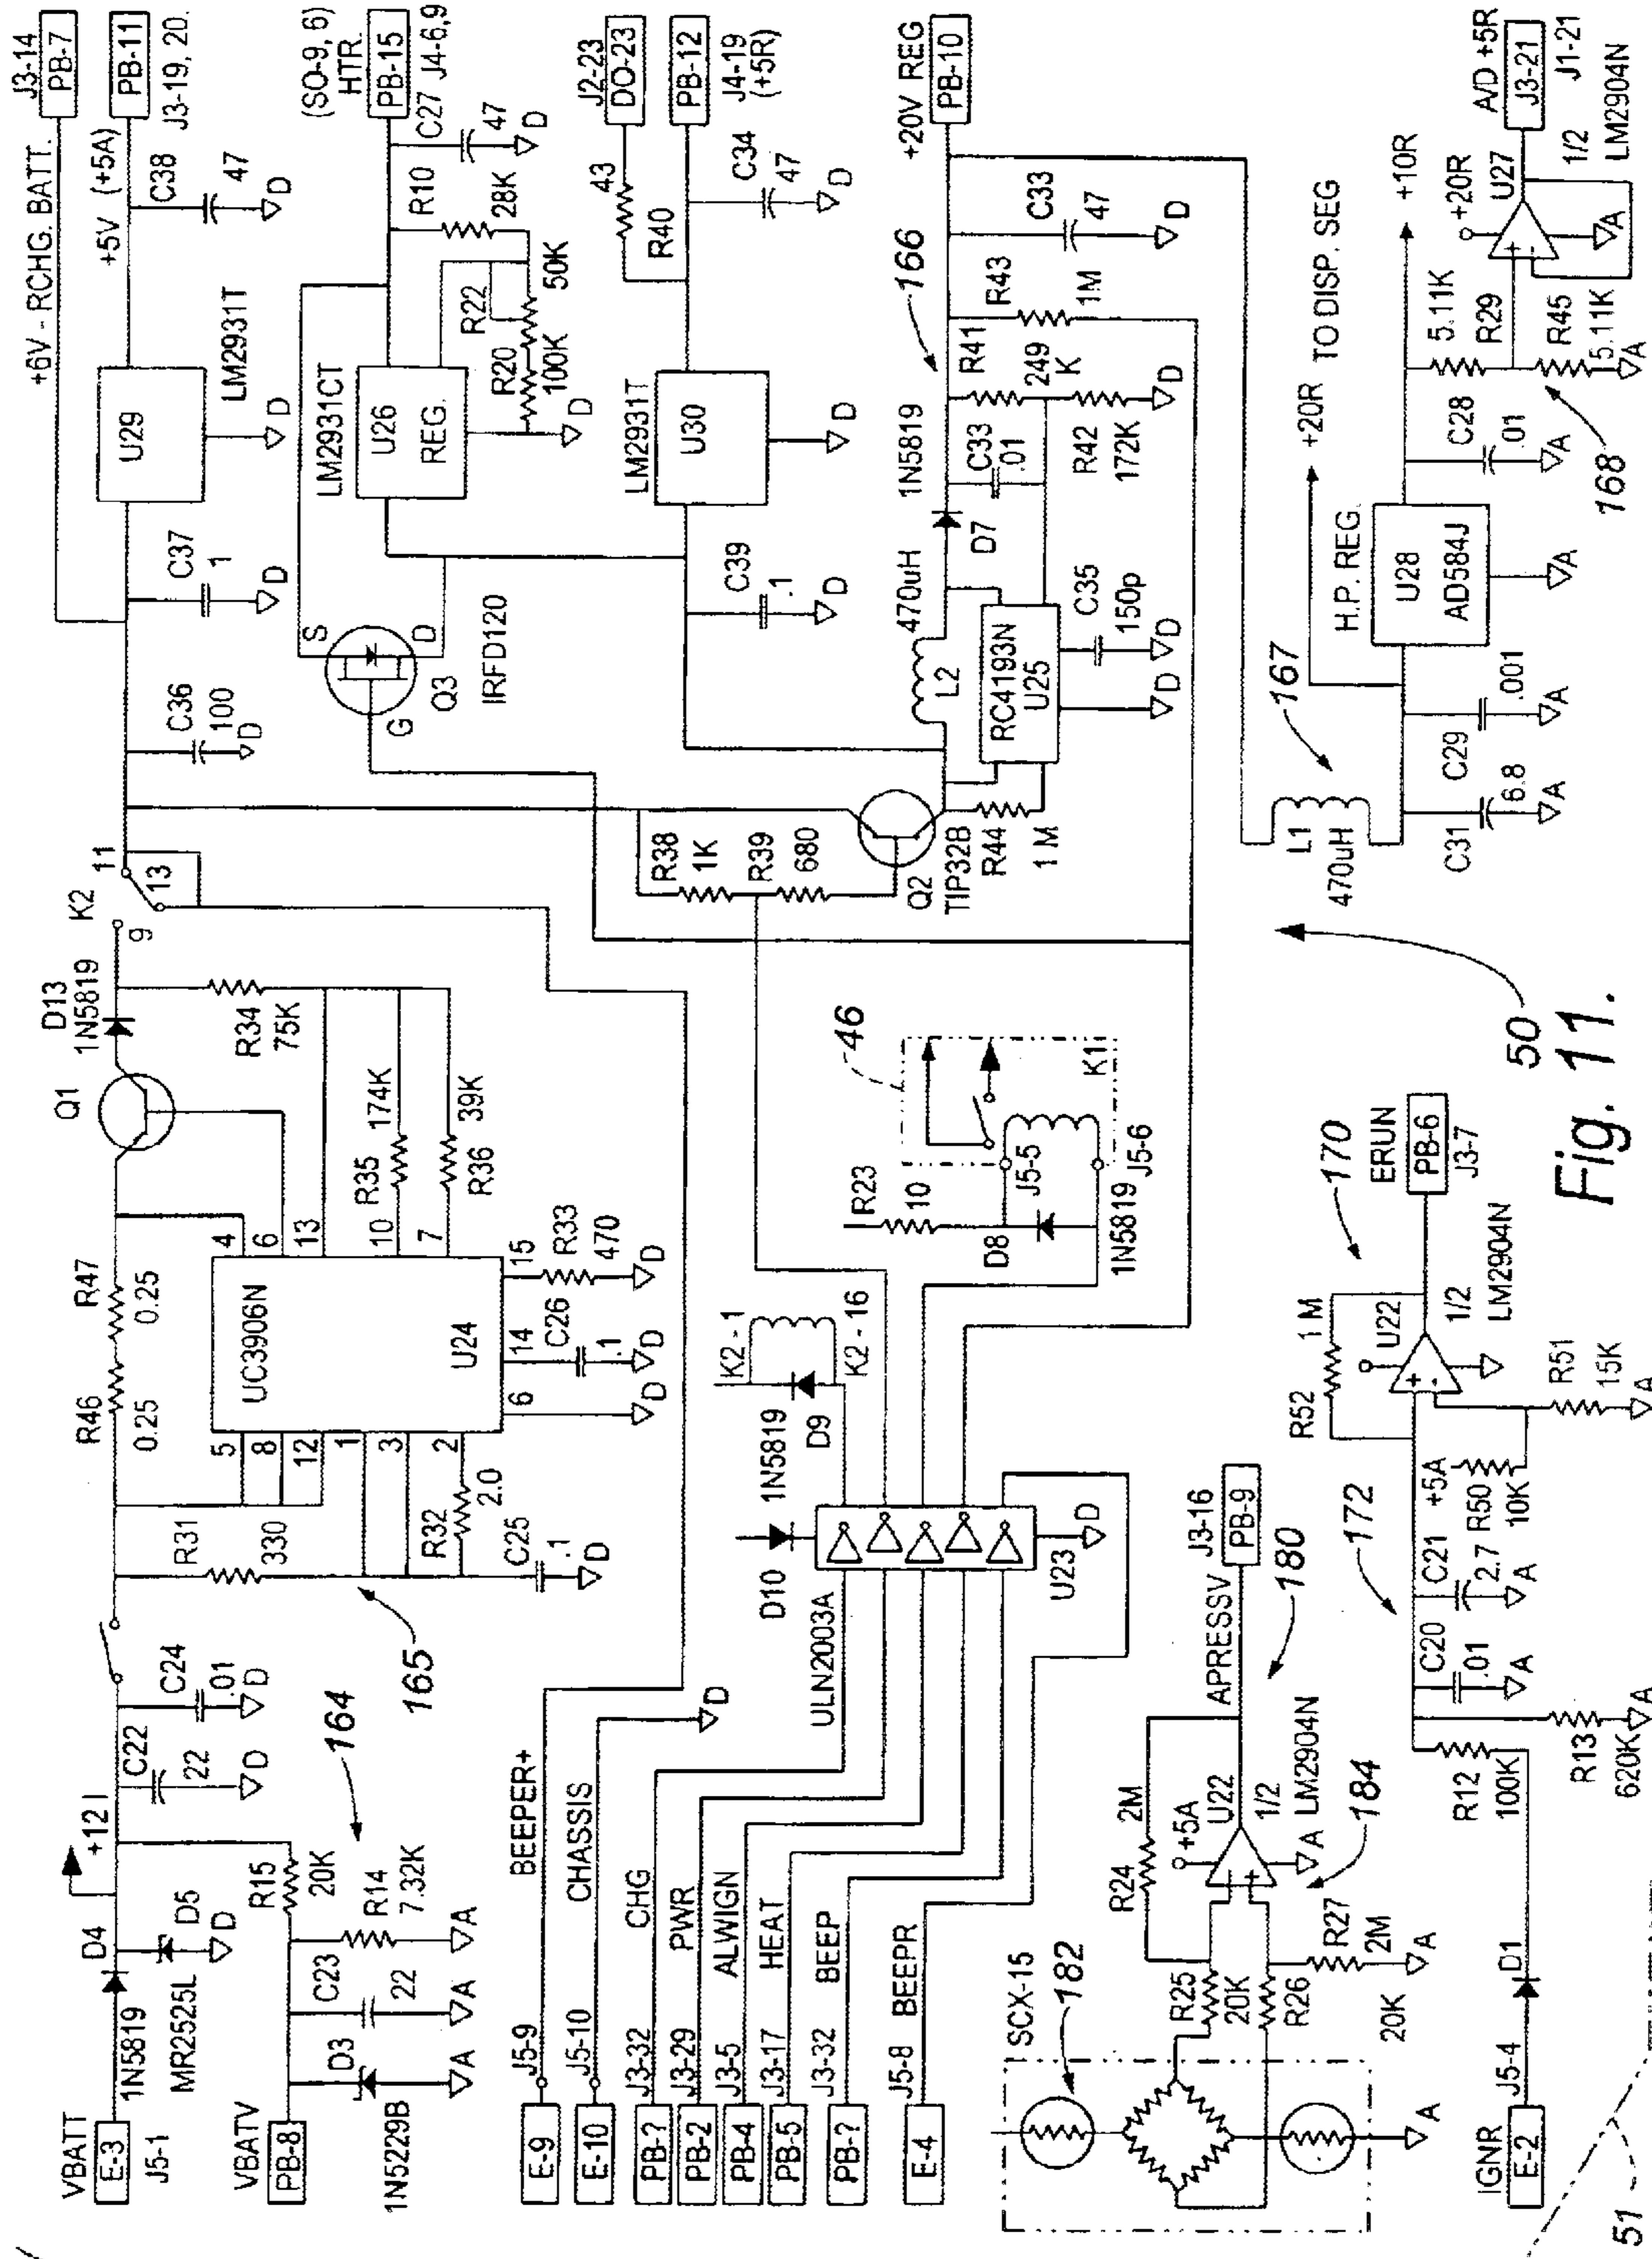 VBATT
E-3
J5-1
1N5819
MR2525L
D4
D5
D
+12 I
C22
22
D
C24
.01
D
VBATV
PB-8
1N5229B
D3
A
C23
22
A
R15
20K
R14
7.32K
A
164
165
R31
330
R32
2.0
C25
.1
D
R46
0.25
R47
0.25
5
8
12
1
3
2
UC3906N
U24
4
6
13
10
7
15
14
6
R33
470
D
C26
.1
D
D
R35
174K
R36
39K
R34
75K
Q1
D13
1N5819
K2
9
11
13
C36
100
D
C37
1
D
U29
LM2931T
D
+6V - RCHG. BATT.
J3-14
PB-7
+5V (+5A)
PB-11
J3-19, 20.
C38
47
D
S
D
G
Q3
IRFD120
LM2931CT
U26
REG.
R20
100K
R22
50K
D
R10
28K
C27
47
D
(SO-9, 6)
HTR.
PB-15
J4-6,9
J2-23
DO-23
43
R40
PB-12
J4-19
(+5R)
C34
47
D
LM2931T
U30
D
C39
.1
D
R38
1K
R39
680
Q2
TIP32B
R44
1 M
470uH
L2
RC4193N
U25
D
C35
150p
D
D7
1N5819
C33
.01
R41
249
K
R42
172K
D
R43
1M
C33
47
D
166
+20V REG
PB-10
BEEPER+
J5-9
E-9
CHASSIS
J5-10
E-10
D
CHG
J3-32
PB-?
PWR
J3-29
PB-2
ALWIGN
J3-5
PB-4
HEAT
J3-17
PB-5
BEEP
J3-32
PB-?
BEEPR
J5-8
E-4
ULN2003A
U23
D
D10
1N5819
D9
K2 - 1
K2 - 16
R23
10
D8
1N5819
J5-5
J5-6
K1
46
167
L1
470uH
C31
6.8
A
C29
.001
A
H.P. REG.
U28
AD584J
A
+20R TO DISP. SEG
C28
.01
A
5.11K
R29
R45
5.11K
A
168
+10R
+20R
U27
1/2
LM2904N
A
A/D +5R
J3-21
J1-21
SCX-15
182
A
R25
20K
R26
20K
R24
2M
R27
2M
A
+5A
U22
1/2
LM2904N
A
184
APRESSV
J3-16
PB-9
180
IGNR
E-2
J5-4
D1
R12
100K
R13
620K
A
C20
.01
A
C21
2.7
A
172
+5A
R50
10K
R51
15K
A
R52
1 M
U22
1/2
LM2904N
170
ERUN
PB-6
J3-7
50
51
Fig. 11.